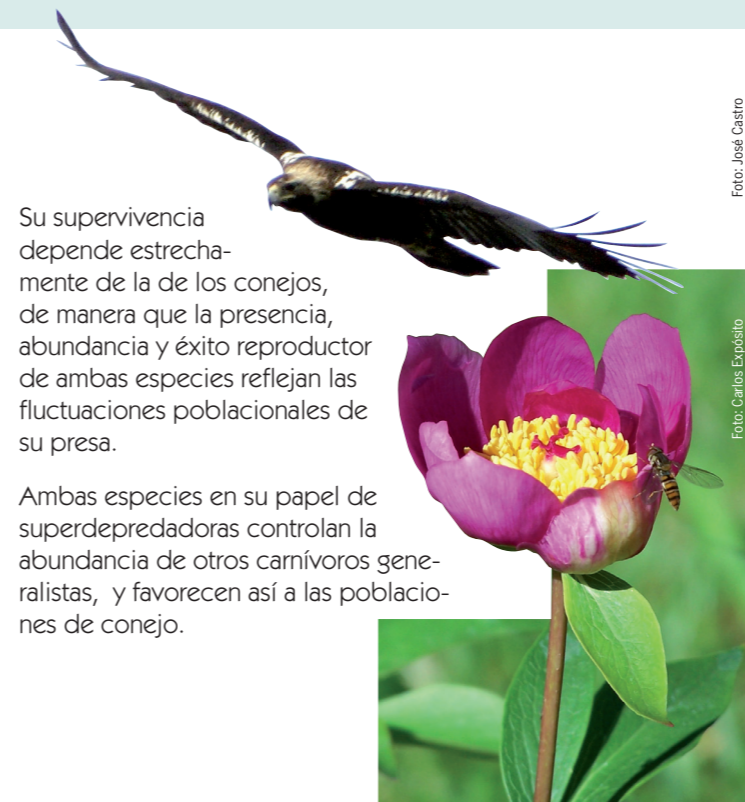 Foto: José Castro
Su supervivencia
depende estrecha-
mente de la de los conejos,
de manera que la presencia,
abundancia y éxito reproductor
de ambas especies reflejan las
fluctuaciones poblacionales de
su presa.
Foto: Carlos Expósito
Ambas especies en su papel de
superdepredadoras controlan la
abundancia de otros carnívoros gene-
ralistas, y favorecen así a las poblacio-
nes de conejo.